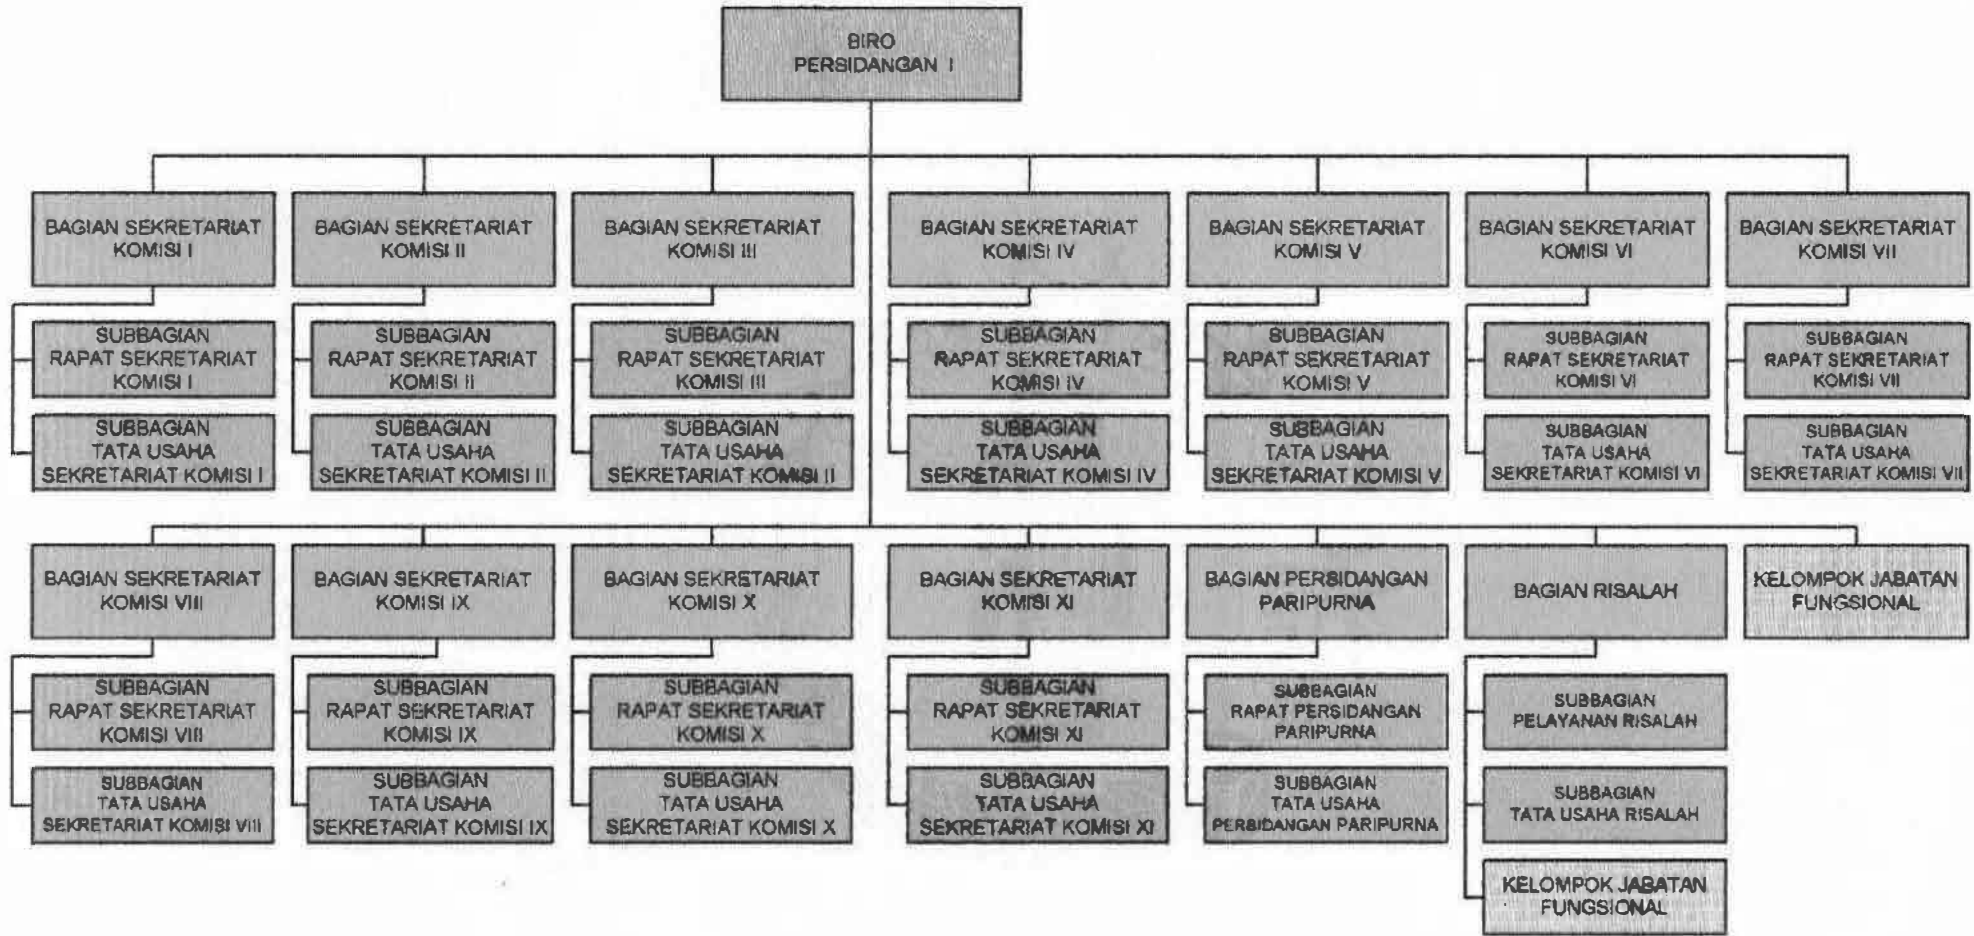 BIRO
PERSIDANGAN I
BAGIAN SEKRETARIAT
KOMISI I
BAGIAN SEKRETARIAT
KOMISI II
BAGIAN SEKRETARIAT
KOMISI III
BAGIAN SEKRETARIAT
KOMISI IV
BAGIAN SEKRETARIAT
KOMISI V
BAGIAN SEKRETARIAT
KOMISI VI
BAGIAN SEKRETARIAT
KOMISI VII
SUBBAGIAN
RAPAT SEKRETARIAT
KOMISI I
SUBBAGIAN
RAPAT SEKRETARIAT
KOMISI II
SUBBAGIAN
RAPAT SEKRETARIAT
KOMISI III
SUBBAGIAN
RAPAT SEKRETARIAT
KOMISI IV
SUBBAGIAN
RAPAT SEKRETARIAT
KOMISI V
SUBBAGIAN
RAPAT SEKRETARIAT
KOMISI VI
SUBBAGIAN
RAPAT SEKRETARIAT
KOMISI VII
SUBBAGIAN
TATA USAHA
SEKRETARIAT KOMISI I
SUBBAGIAN
TATA USAHA
SEKRETARIAT KOMISI II
SUBBAGIAN
TATA USAHA
SEKRETARIAT KOMISI II
SUBBAGIAN
TATA USAHA
SEKRETARIAT KOMISI IV
SUBBAGIAN
TATA USAHA
SEKRETARIAT KOMISI V
SUBBAGIAN
TATA USAHA
SEKRETARIAT KOMISI VI
SUBBAGIAN
TATA USAHA
SEKRETARIAT KOMISI VII
BAGIAN SEKRETARIAT
KOMISI VIII
BAGIAN SEKRETARIAT
KOMISI IX
BAGIAN SEKRETARIAT
KOMISI X
BAGIAN SEKRETARIAT
KOMISI XI
BAGIAN PERSIDANGAN
PARIPURNA
BAGIAN RISALAH
KELOMPOK JABATAN
FUNGSIONAL
SUBBAGIAN
RAPAT SEKRETARIAT
KOMISI VIII
SUBBAGIAN
RAPAT SEKRETARIAT
KOMISI IX
SUBBAGIAN
RAPAT SEKRETARIAT
KOMISI X
SUBBAGIAN
RAPAT SEKRETARIAT
KOMISI XI
SUBBAGIAN
RAPAT PERSIDANGAN
PARIPURNA
SUBBAGIAN
PELAYANAN RISALAH
SUBBAGIAN
TATA USAHA
SEKRETARIAT KOMISI VIII
SUBBAGIAN
TATA USAHA
SEKRETARIAT KOMISI IX
SUBBAGIAN
TATA USAHA
SEKRETARIAT KOMISI X
SUBBAGIAN
TATA USAHA
SEKRETARIAT KOMISI XI
SUBBAGIAN
TATA USAHA
PERSIDANGAN PARIPURNA
SUBBAGIAN
TATA USAHA RISALAH
KELOMPOK JABATAN
FUNGSIONAL